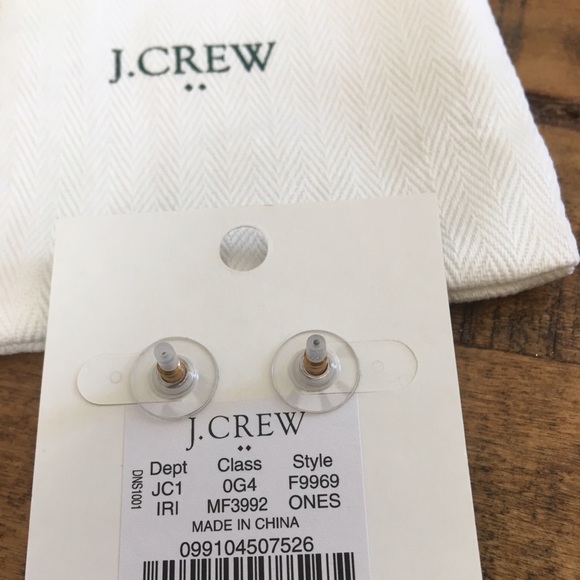 J.CREW
J.CREW
Dept Class Style
JC1 0G4 F9969
IRI MF3992 ONES
MADE IN CHINA
099104507526
DNS1001